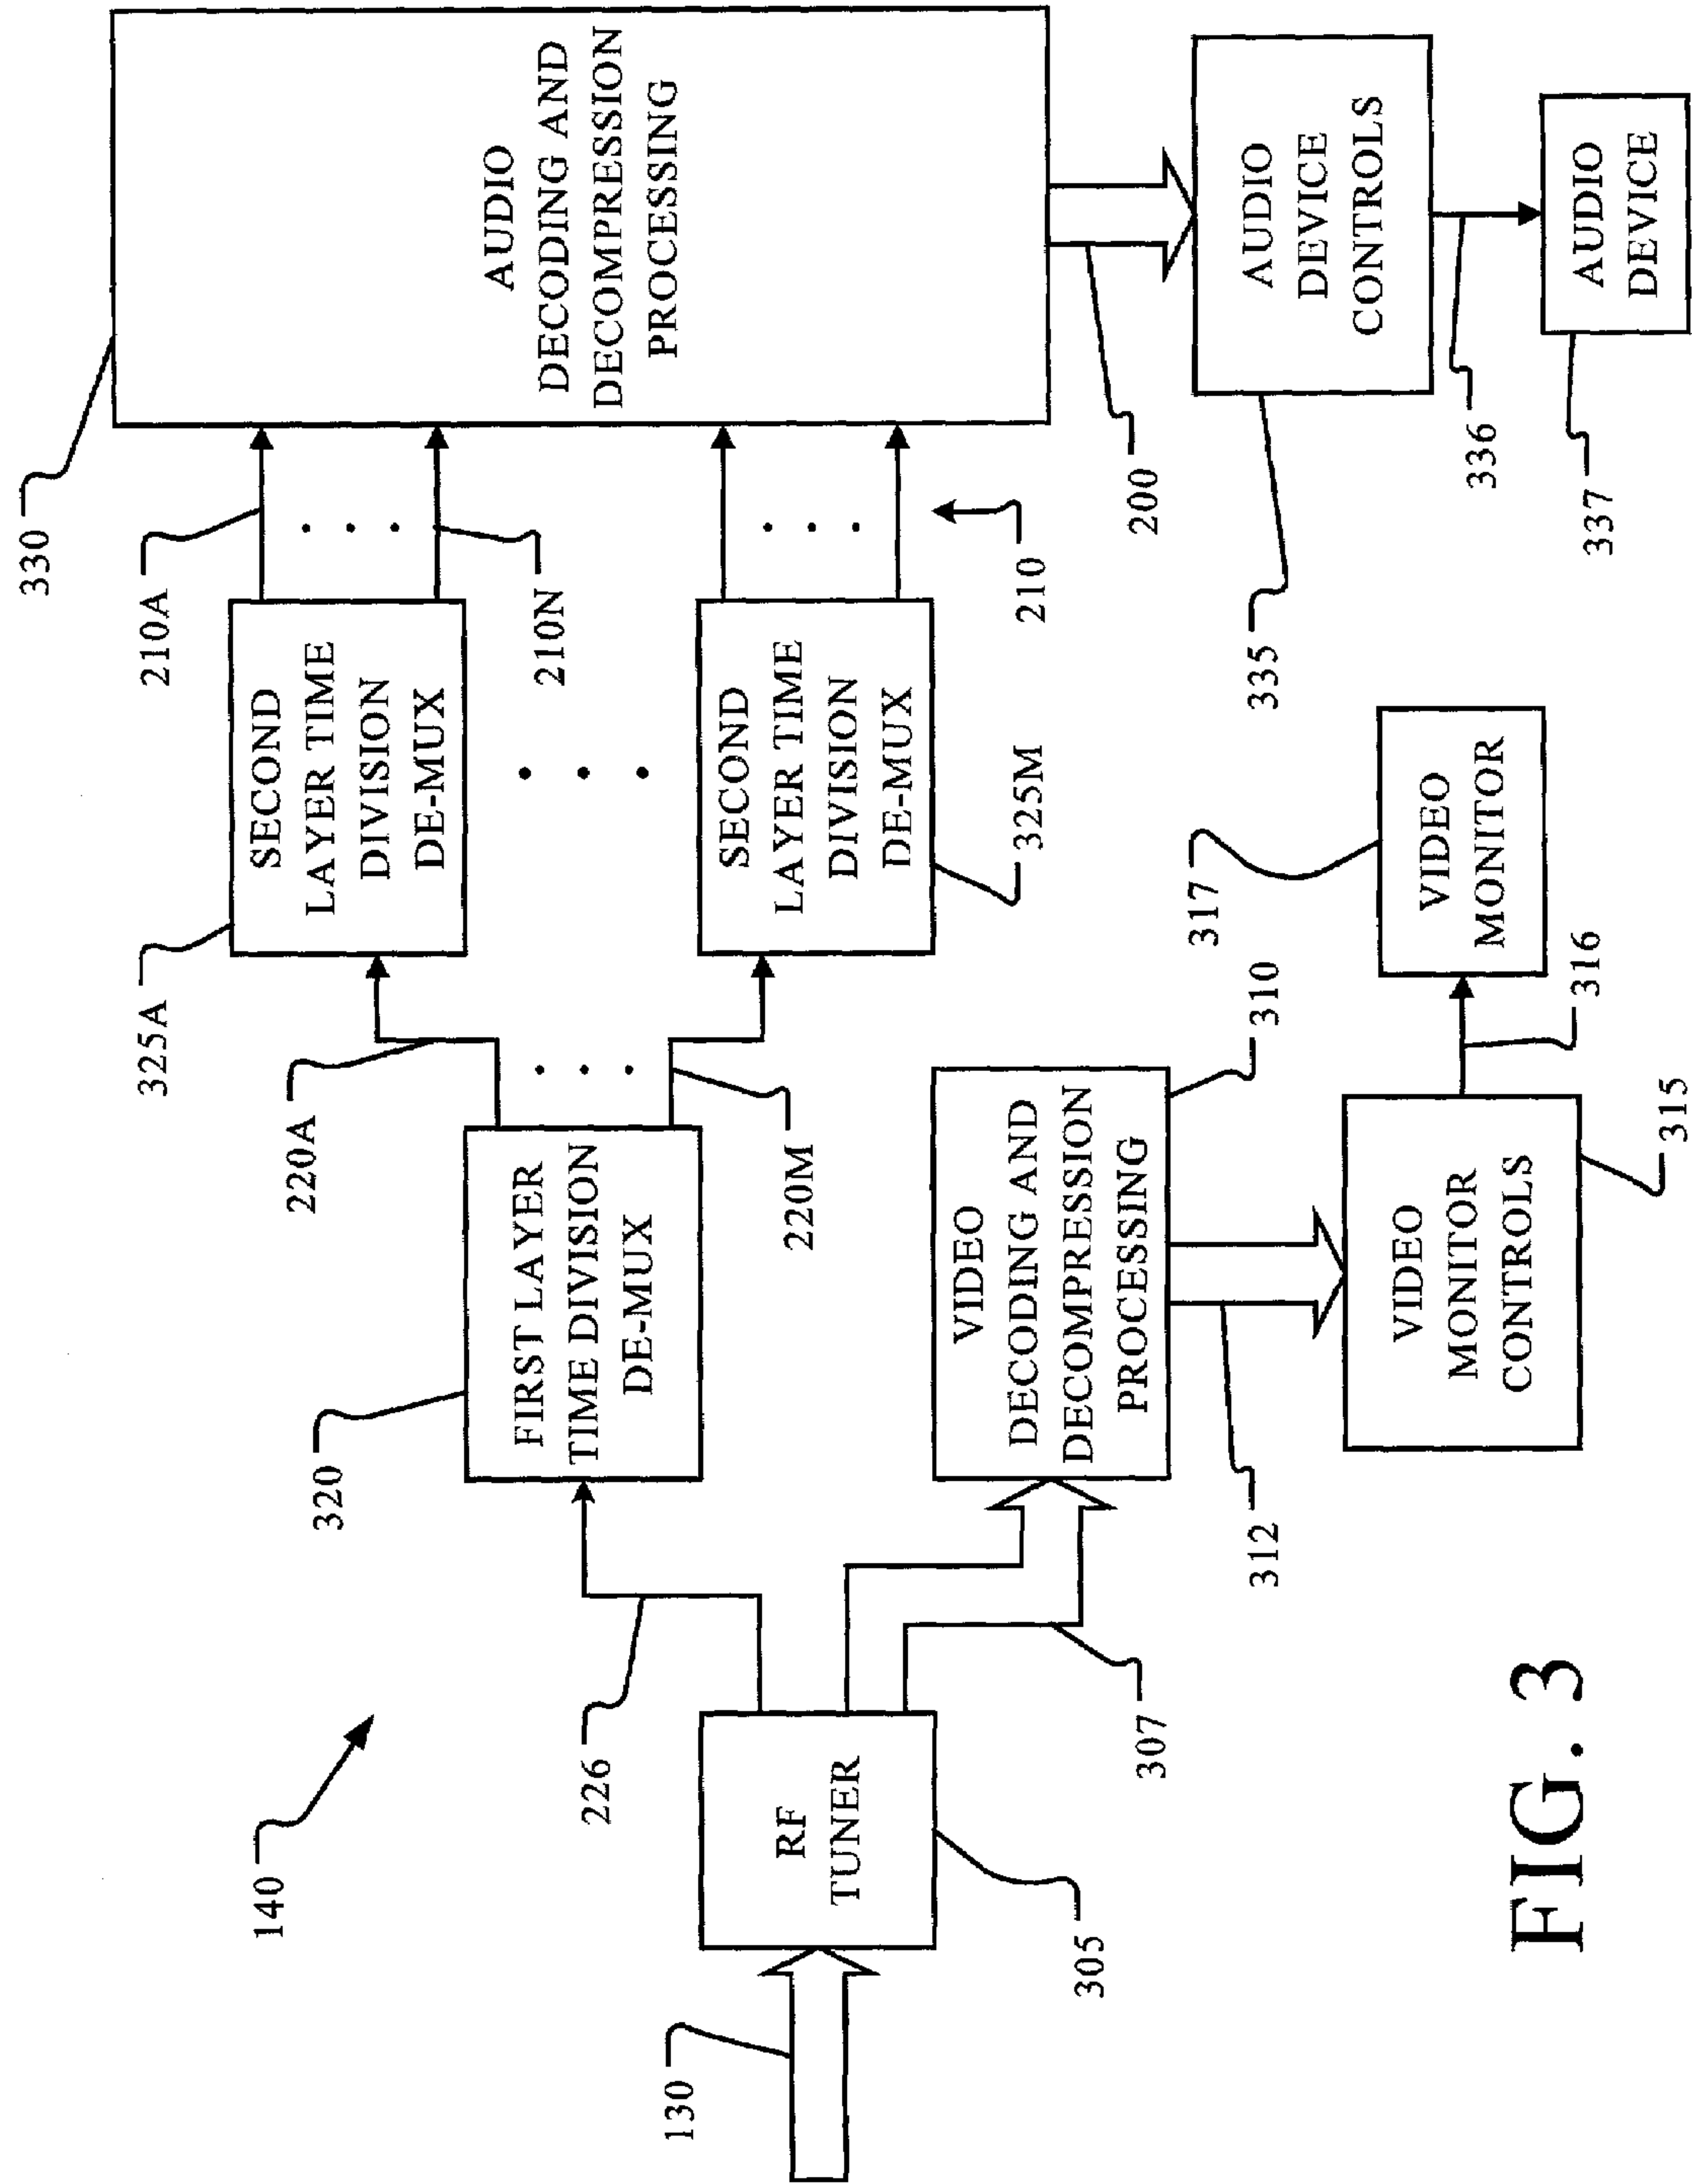 140
130
RF
TUNER
305
226
307
320
FIRST LAYER
TIME DIVISION
DE-MUX
220A
220M
325A
SECOND
LAYER TIME
DIVISION
DE-MUX
SECOND
LAYER TIME
DIVISION
DE-MUX
325M
210A
210N
210
330
AUDIO
DECODING AND
DECOMPRESSION
PROCESSING
200
AUDIO
DEVICE
CONTROLS
335
336
AUDIO
DEVICE
337
VIDEO
DECODING AND
DECOMPRESSION
PROCESSING
310
312
VIDEO
MONITOR
CONTROLS
315
316
VIDEO
MONITOR
317
FIG. 3